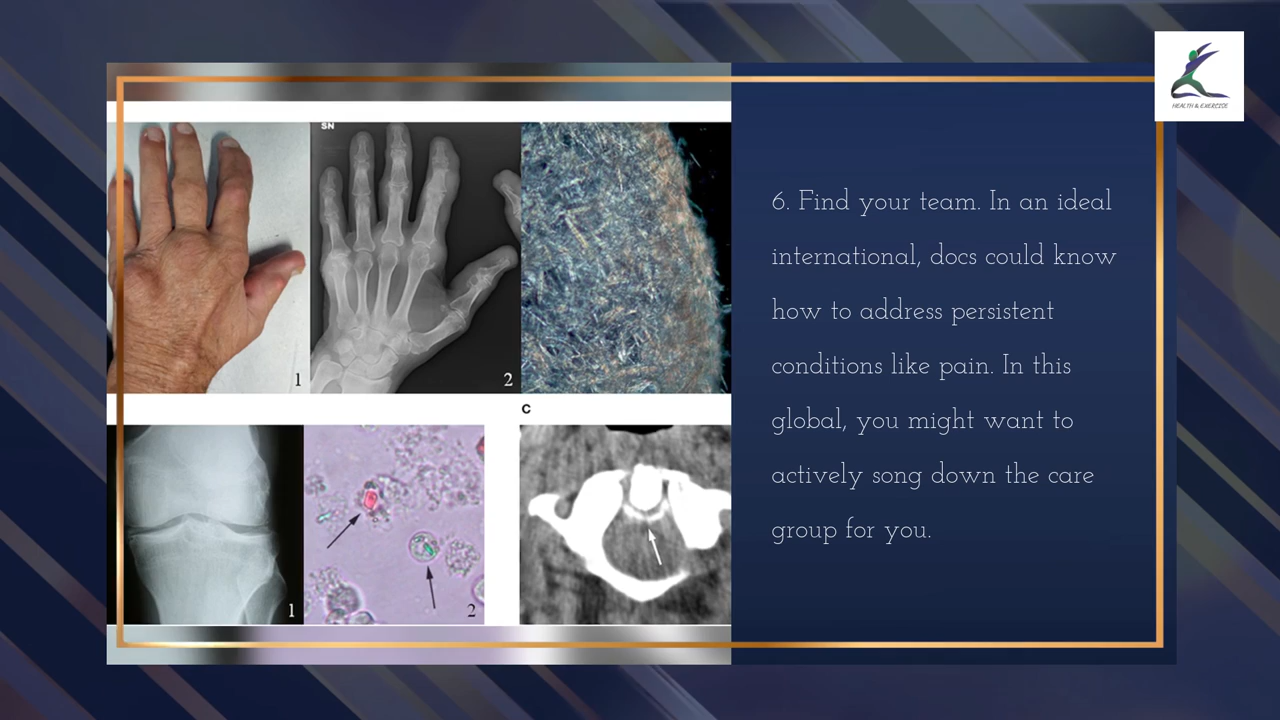 HEALTH & EXERCISE
SN
1
2
C
1
2
6. Find your team. In an ideal
international, docs could know
how to address persistent
conditions like pain. In this
global, you might want to
actively song down the care
group for you.